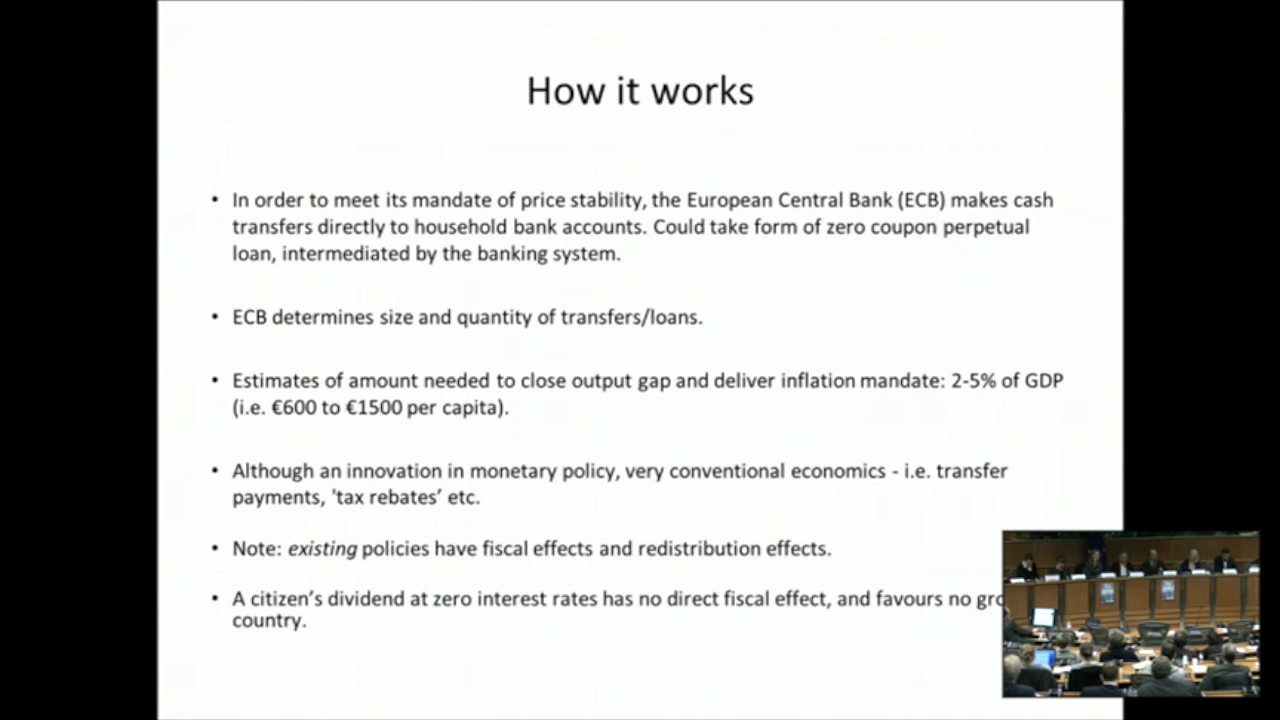 How it works
• In order to meet its mandate of price stability, the European Central Bank (ECB) makes cash
transfers directly to household bank accounts. Could take form of zero coupon perpetual
loan, intermediated by the banking system.
• ECB determines size and quantity of transfers/loans.
• Estimates of amount needed to close output gap and deliver inflation mandate: 2-5% of GDP
(i.e. €600 to €1500 per capita).
• Although an innovation in monetary policy, very conventional economics - i.e. transfer
payments, 'tax rebates’ etc.
• Note: existing policies have fiscal effects and redistribution effects.
• A citizen’s dividend at zero interest rates has no direct fiscal effect, and favours no
country.